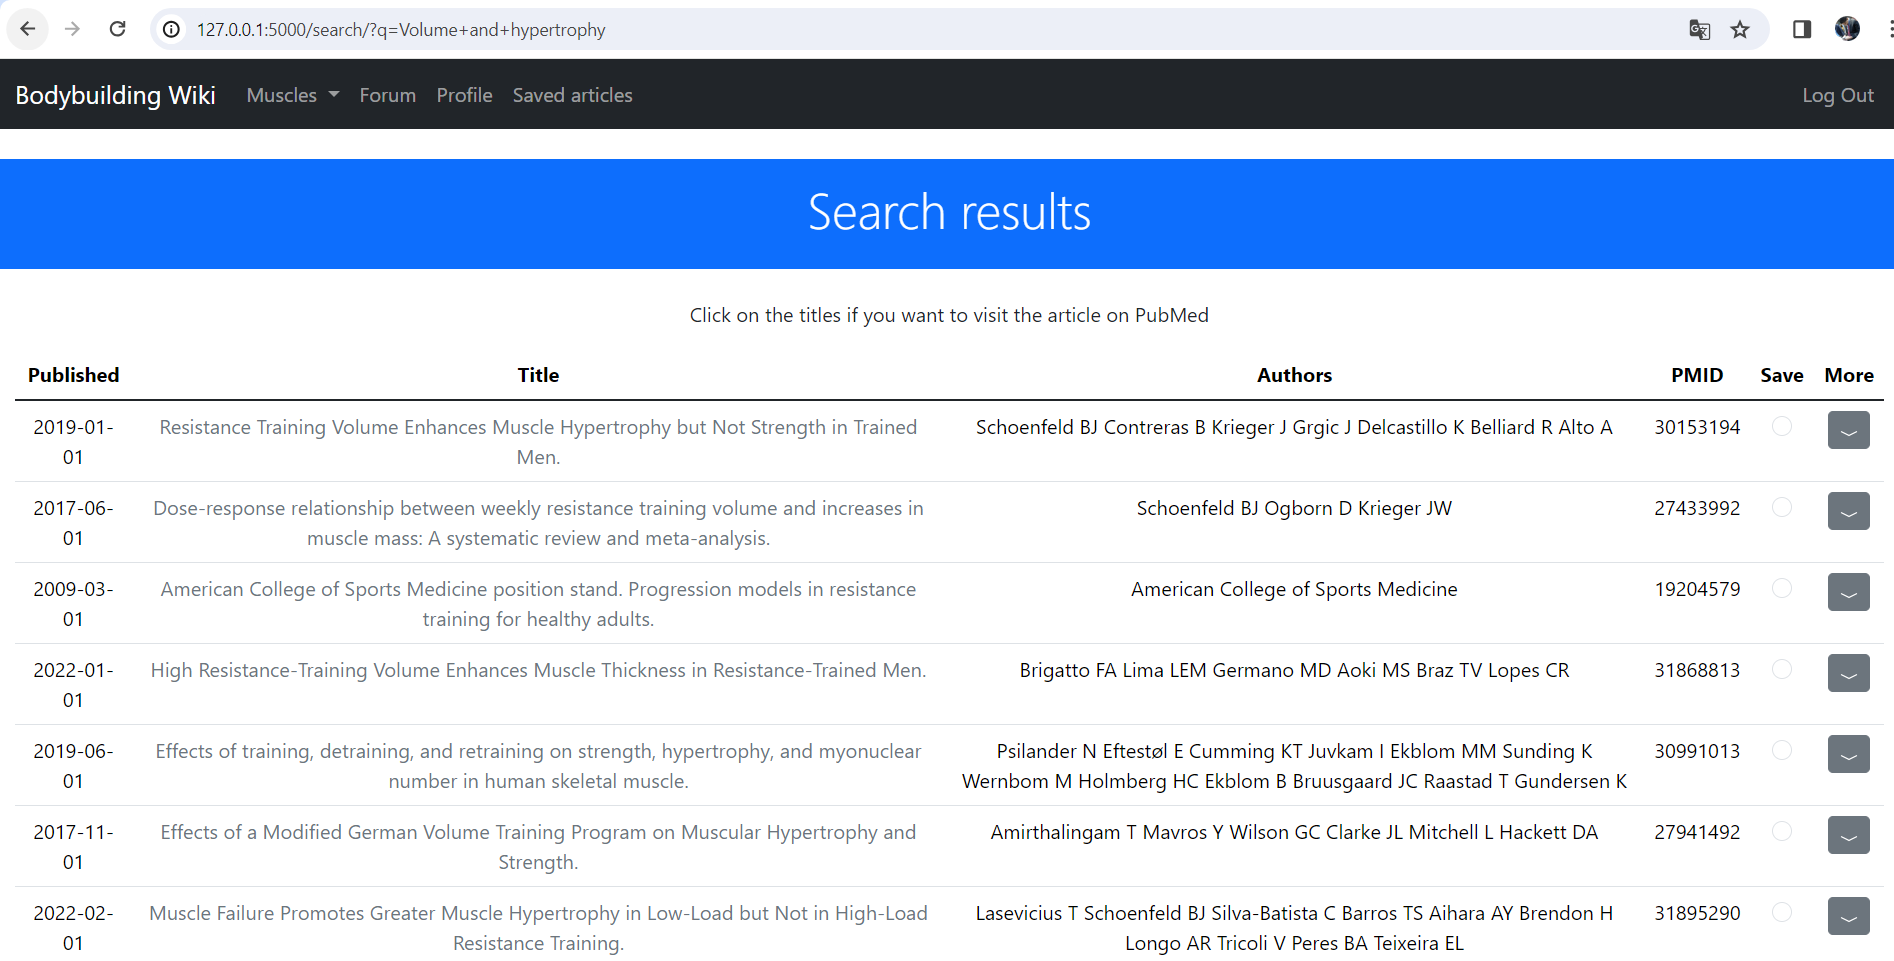 127.0.0.1:5000/search/?q=Volume+and+hypertrophy
Bodybuilding Wiki Muscles Forum Profile Saved articles Log Out
Search results
Click on the titles if you want to visit the article on PubMed
Published Title Authors PMID Save More
2019-01- Resistance Training Volume Enhances Muscle Hypertrophy but Not Strength in Trained Schoenfeld BJ Contreras B Krieger J Grgic J Delcastillo K Belliard R Alto A 30153194
01 Men.
2017-06- Dose-response relationship between weekly resistance training volume and increases in Schoenfeld BJ Ogborn D Krieger JW 27433992
01 muscle mass: A systematic review and meta-analysis.
2009-03- American College of Sports Medicine position stand. Progression models in resistance American College of Sports Medicine 19204579
01 training for healthy adults.
2022-01- High Resistance-Training Volume Enhances Muscle Thickness in Resistance-Trained Men. Brigatto FA Lima LEM Germano MD Aoki MS Braz TV Lopes CR 31868813
01
2019-06- Effects of training, detraining, and retraining on strength, hypertrophy, and myonuclear Psilander N Eftestøl E Cumming KT Juvkam I Ekblom MM Sunding K 30991013
01 number in human skeletal muscle. Wernbom M Holmberg HC Ekblom B Bruusgaard JC Raastad T Gundersen K
2017-11- Effects of a Modified German Volume Training Program on Muscular Hypertrophy and Amirthalingam T Mavros Y Wilson GC Clarke JL Mitchell L Hackett DA 27941492
01 Strength.
2022-02- Muscle Failure Promotes Greater Muscle Hypertrophy in Low-Load but Not in High-Load Lasevicius T Schoenfeld BJ Silva-Batista C Barros TS Aihara AY Brendon H 31895290
01 Resistance Training. Longo AR Tricoli V Peres BA Teixeira EL